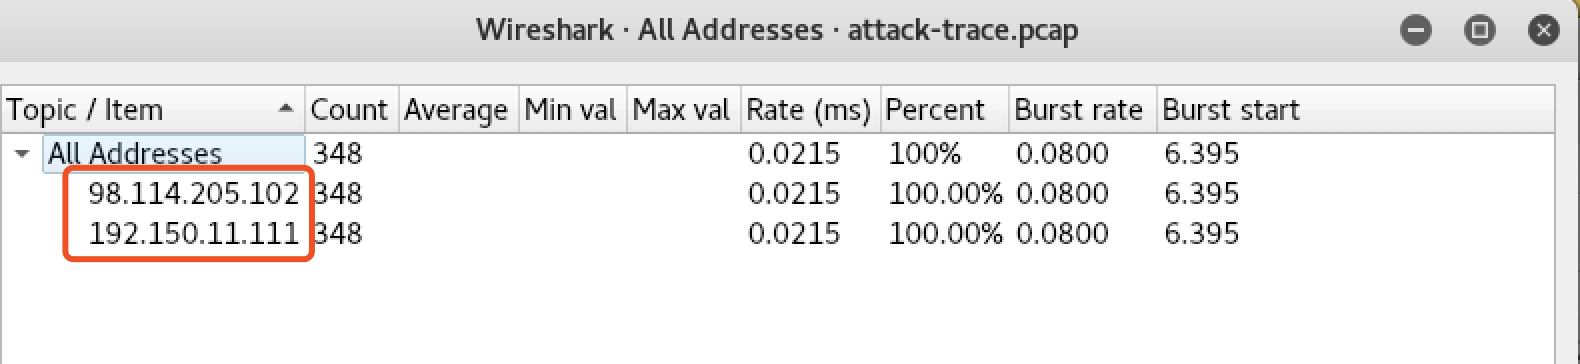 Wireshark · All Addresses · attack-trace.pcap
Topic / Item Count Average Min val Max val Rate (ms) Percent Burst rate Burst start
All Addresses 348 0.0215 100% 0.0800 6.395
98.114.205.102 348 0.0215 100.00% 0.0800 6.395
192.150.11.111 348 0.0215 100.00% 0.0800 6.395